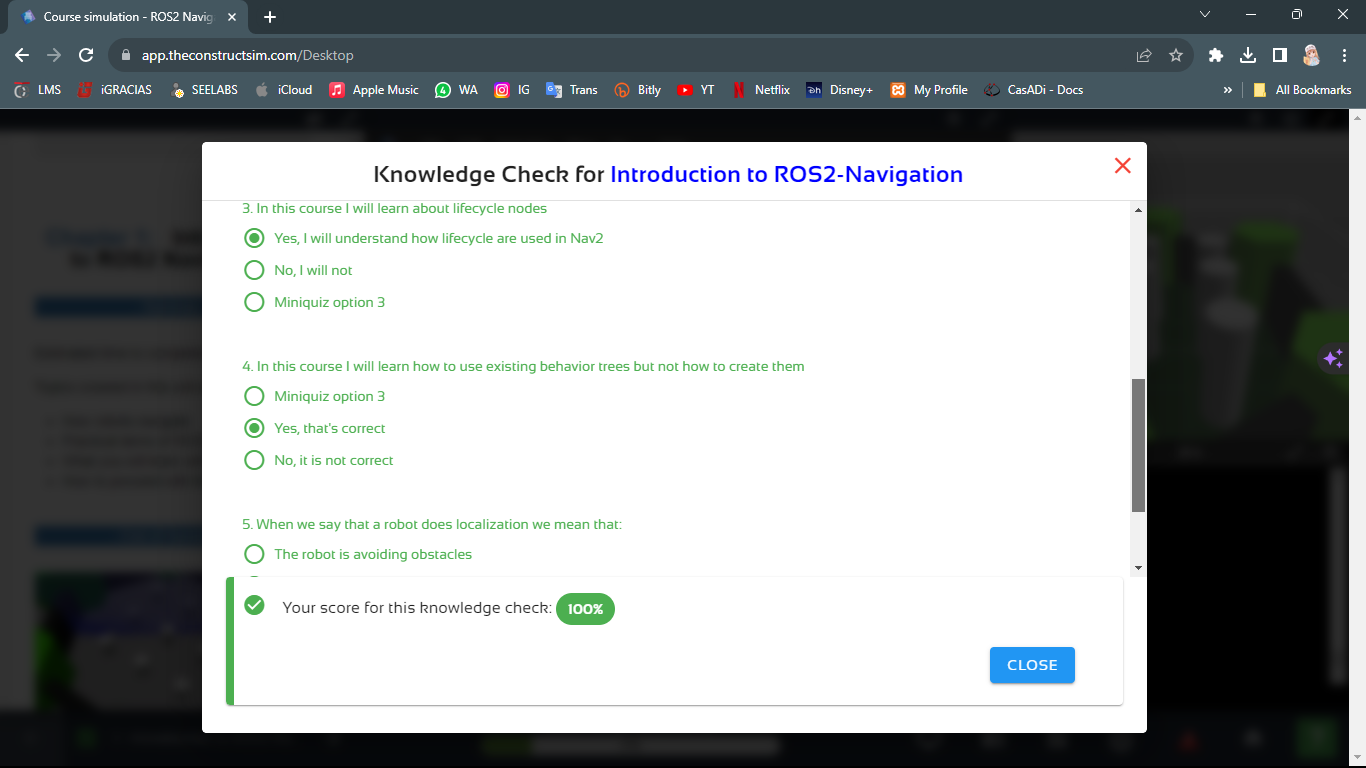 Course simulation - ROS2 Navig
app.theconstructsim.com/Desktop
LMS
iGRACIAS
SEELABS
iCloud
Apple Music
WA
IG
Trans
Bitly
YT
Netflix
Disney+
My Profile
CasADi - Docs
»
All Bookmarks
Knowledge Check for Introduction to ROS2-Navigation
3. In this course I will learn about lifecycle nodes
Yes, I will understand how lifecycle are used in Nav2
No, I will not
Miniquiz option 3
4. In this course I will learn how to use existing behavior trees but not how to create them
Miniquiz option 3
Yes, that's correct
No, it is not correct
5. When we say that a robot does localization we mean that:
The robot is avoiding obstacles
Your score for this knowledge check: 100%
CLOSE